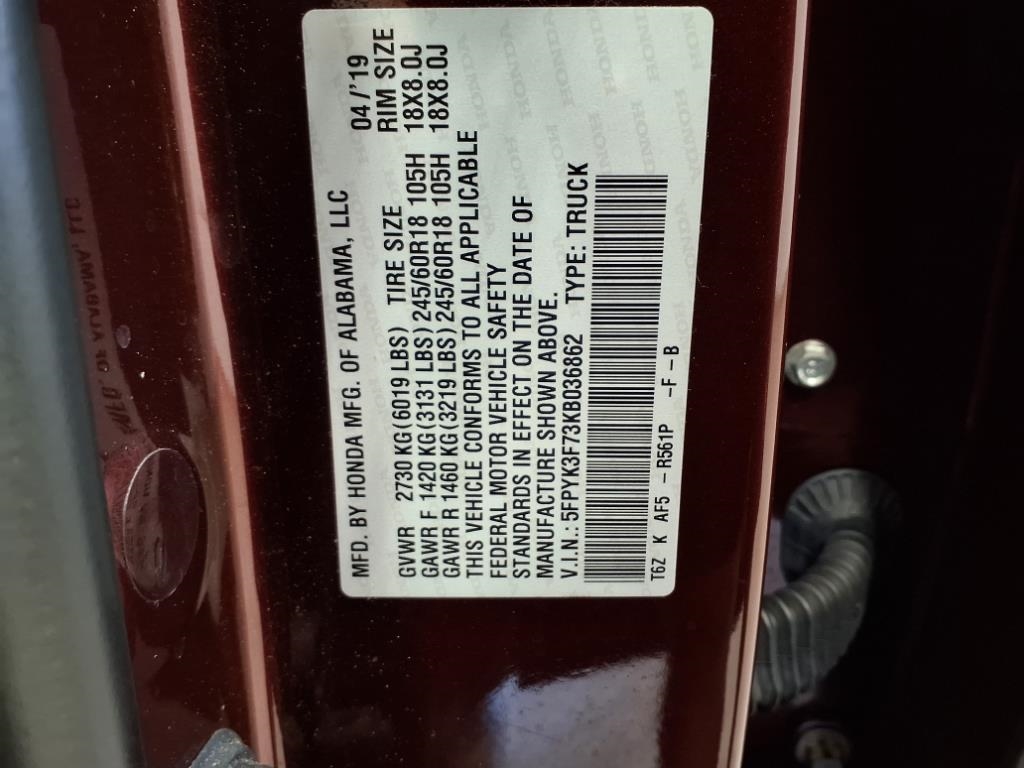 MFD. BY HONDA MFG. OF ALABAMA, LLC 04/'19
GVWR 2730 KG(6019 LBS) TIRE SIZE RIM SIZE
GAWR F 1420 KG(3131 LBS) 245/60R18 105H 18X8.0J
GAWR R 1460 KG(3219 LBS) 245/60R18 105H 18X8.0J
THIS VEHICLE CONFORMS TO ALL APPLICABLE
FEDERAL MOTOR VEHICLE SAFETY
STANDARDS IN EFFECT ON THE DATE OF
MANUFACTURE SHOWN ABOVE.
V.I.N.: 5FPYK3F73KB036862 TYPE: TRUCK
T6Z K AF5 - R561P -F -B